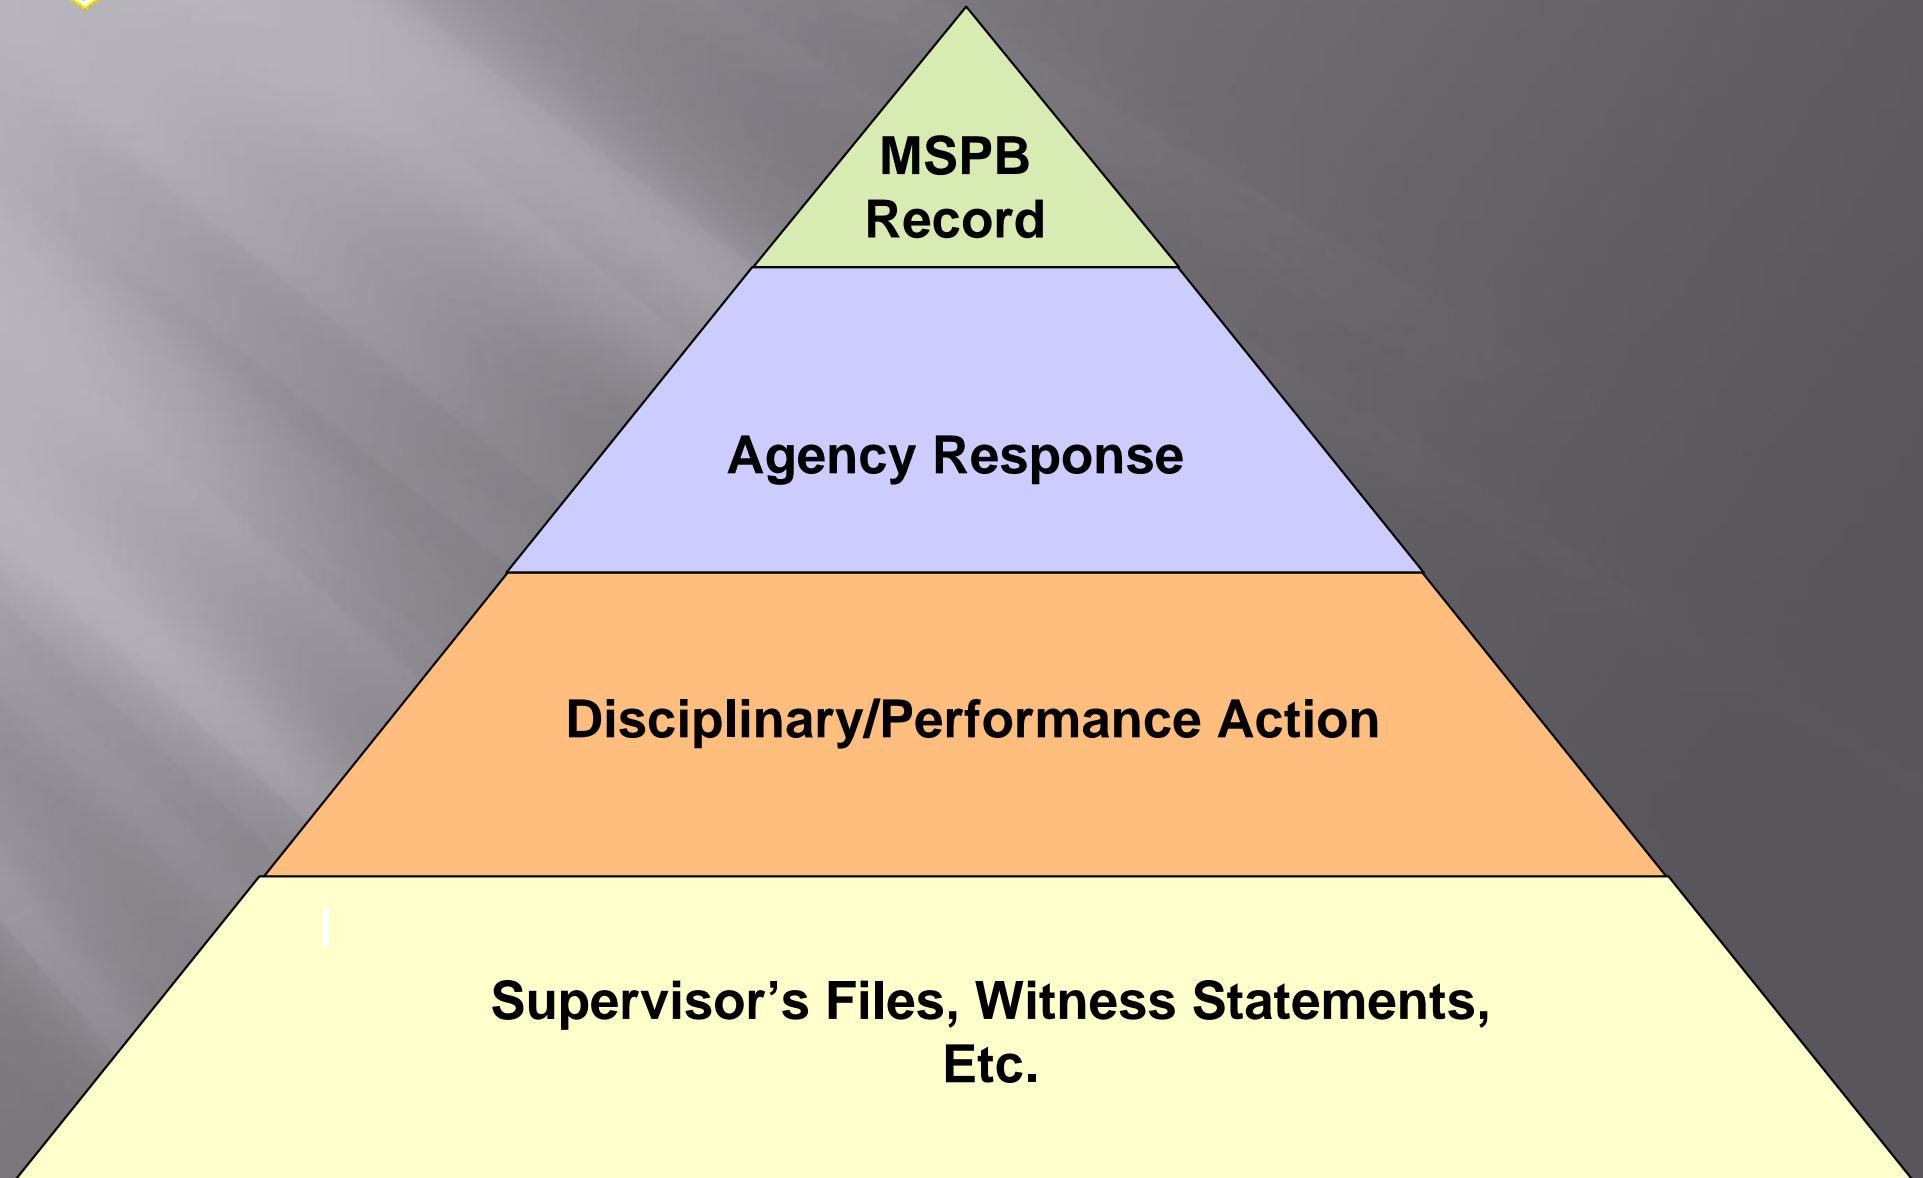 MSPB
Record
Agency Response
Disciplinary/Performance Action
Supervisor’s Files, Witness Statements,
Etc.